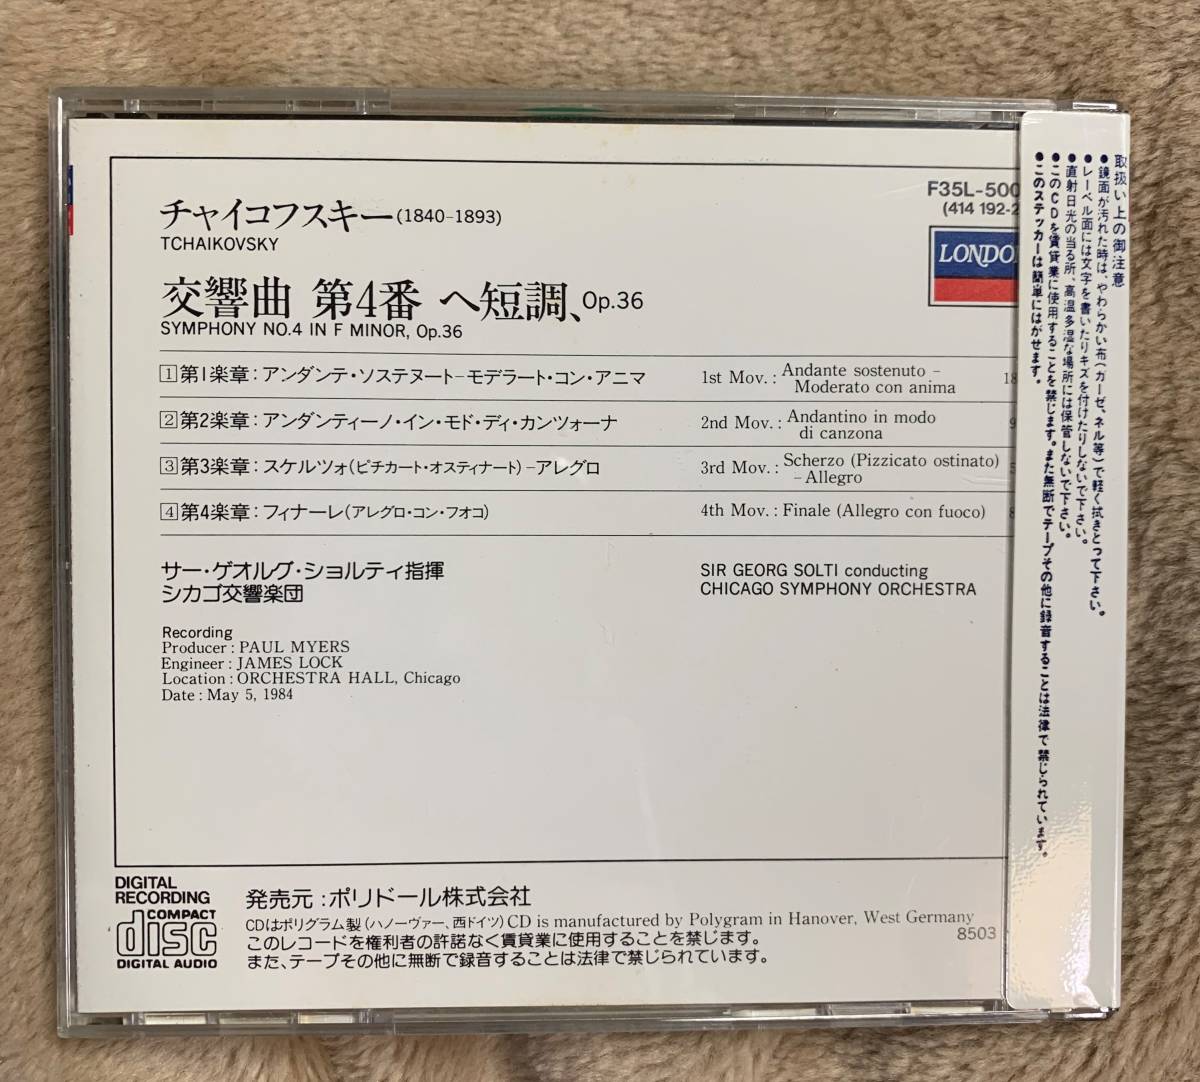 F35L-500
(414 192-2
LONDON
チャイコフスキー(1840-1893)
TCHAIKOVSKY
交響曲 第4番 ヘ短調、Op.36
SYMPHONY NO.4 IN F MINOR, Op.36
1 第1楽章：アンダンテ・ソステヌート－モデラート・コン・アニマ
1st Mov.: Andante sostenuto –
Moderato con anima
18
2 第2楽章：アンダンティーノ・イン・モド・ディ・カンツォーナ
2nd Mov.: Andantino in modo
di canzona
9
3 第3楽章：スケルツォ(ピチカート・オスティナート)－アレグロ
3rd Mov.: Scherzo (Pizzicato ostinato)
– Allegro
5
4 第4楽章：フィナーレ(アレグロ・コン・フオコ)
4th Mov.: Finale (Allegro con fuoco)
8
サー・ゲオルグ・ショルティ指揮
シカゴ交響楽団
SIR GEORG SOLTI conducting
CHICAGO SYMPHONY ORCHESTRA
Recording
Producer: PAUL MYERS
Engineer: JAMES LOCK
Location: ORCHESTRA HALL, Chicago
Date: May 5, 1984
DIGITAL
RECORDING
COMPACT
disc
DIGITAL AUDIO
発売元：ポリドール株式会社
CDはポリグラム製(ハノーヴァー、西ドイツ) CD is manufactured by Polygram in Hanover, West Germany
8503
このレコードを権利者の許諾なく賃貸業に使用することを禁じます。
また、テープその他に無断で録音することは法律で禁じられています。
取扱い上の御注意
●鏡面が汚れた時は、やわらかい布(ガーゼ、ネル等)で軽く拭きとって下さい。
●レーベル面には文字を書いたりキズを付けたりしないで下さい。
●直射日光の当る所、高温多湿な場所には保管しないで下さい。
●このCDを賃貸業に使用することを禁じます。また無断でテープその他に録音することは法律で禁じられています。
●このステッカーは簡単にはがせます。